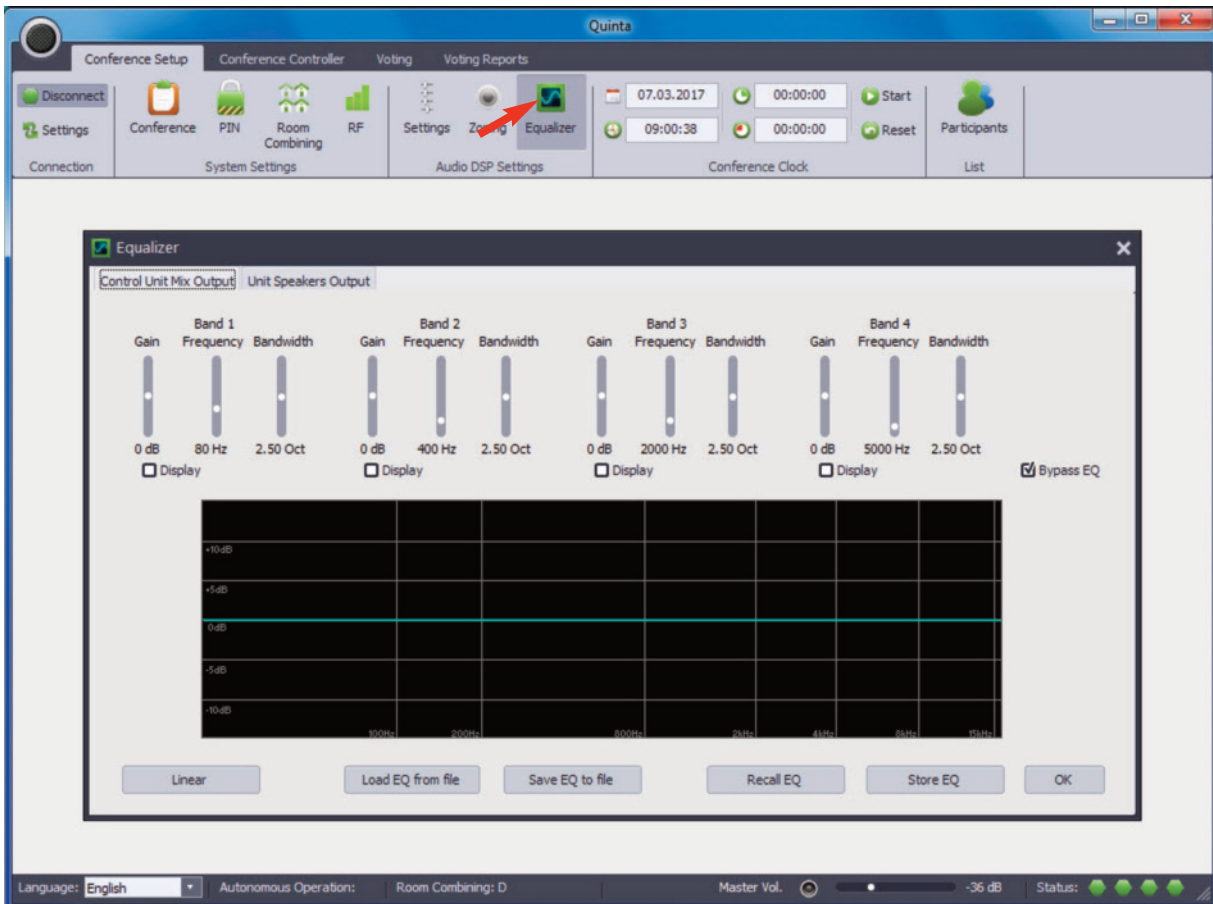 Quinta
Conference Setup Conference Controller Voting Voting Reports
Disconnect
Settings
Connection
Conference PIN Room Combining RF
System Settings
Settings Zoning Equalizer
Audio DSP Settings
07.03.2017 00:00:00 Start
09:00:38 00:00:00 Reset
Conference Clock
Participants
List
Equalizer
Control Unit Mix Output Unit Speakers Output
Band 1 Band 2 Band 3 Band 4
Gain Frequency Bandwidth Gain Frequency Bandwidth Gain Frequency Bandwidth Gain Frequency Bandwidth
0 dB 80 Hz 2.50 Oct 0 dB 400 Hz 2.50 Oct 0 dB 2000 Hz 2.50 Oct 0 dB 5000 Hz 2.50 Oct
Display Display Display Display Bypass EQ
+10dB
+5dB
0dB
-5dB
-10dB
100Hz 200Hz 800Hz 2kHz 4kHz 8kHz 15kHz
Linear Load EQ from file Save EQ to file Recall EQ Store EQ OK
Language: English Autonomous Operation: Room Combining: D Master Vol. -36 dB Status: